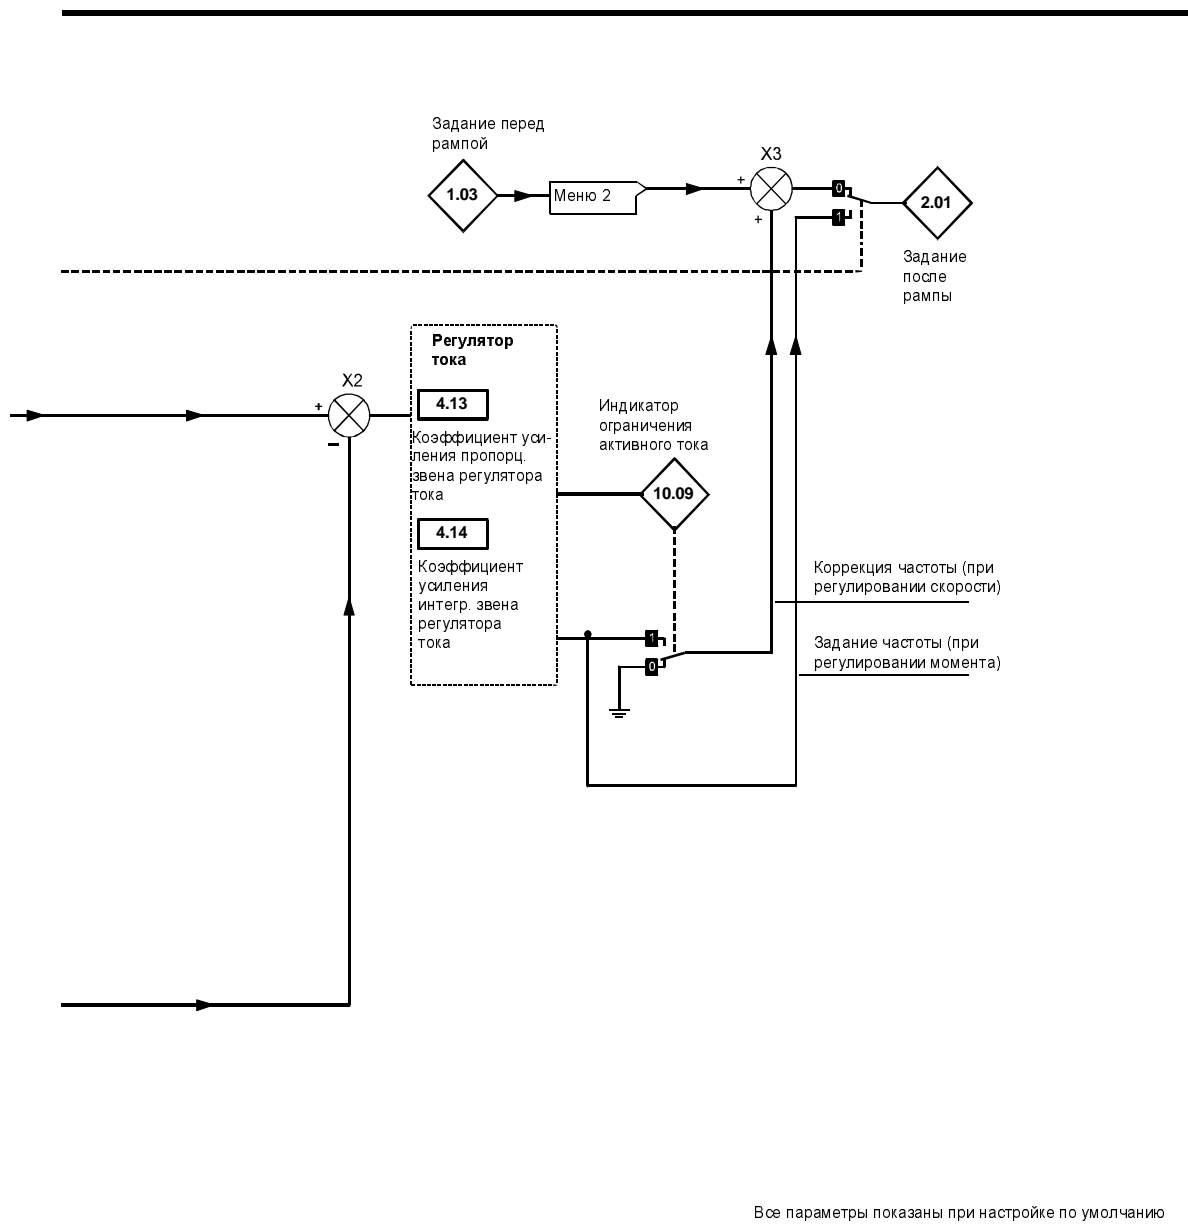 Задание перед
рампой
1.03
Меню 2
X3
+
+
0
1
2.01
Задание
после
рампы
Регулятор
тока
X2
+
−
4.13
Коэффициент уси-
ления пропорц.
звена регулятора
тока
4.14
Коэффициент
усиления
интегр. звена
регулятора
тока
Индикатор
ограничения
активного тока
10.09
1
0
Коррекция частоты (при
регулировании скорости)
Задание частоты (при
регулировании момента)
Все параметры показаны при настройке по умолчанию